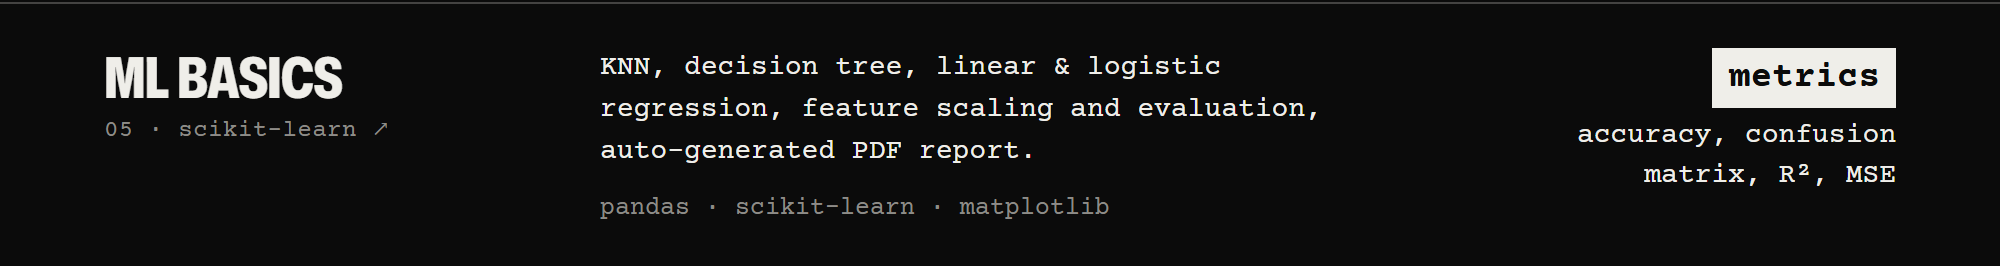 ML BASICS
05 · scikit-learn ↗
KNN, decision tree, linear & logistic
regression, feature scaling and evaluation,
auto-generated PDF report.
pandas · scikit-learn · matplotlib
metrics
accuracy, confusion
matrix, R², MSE